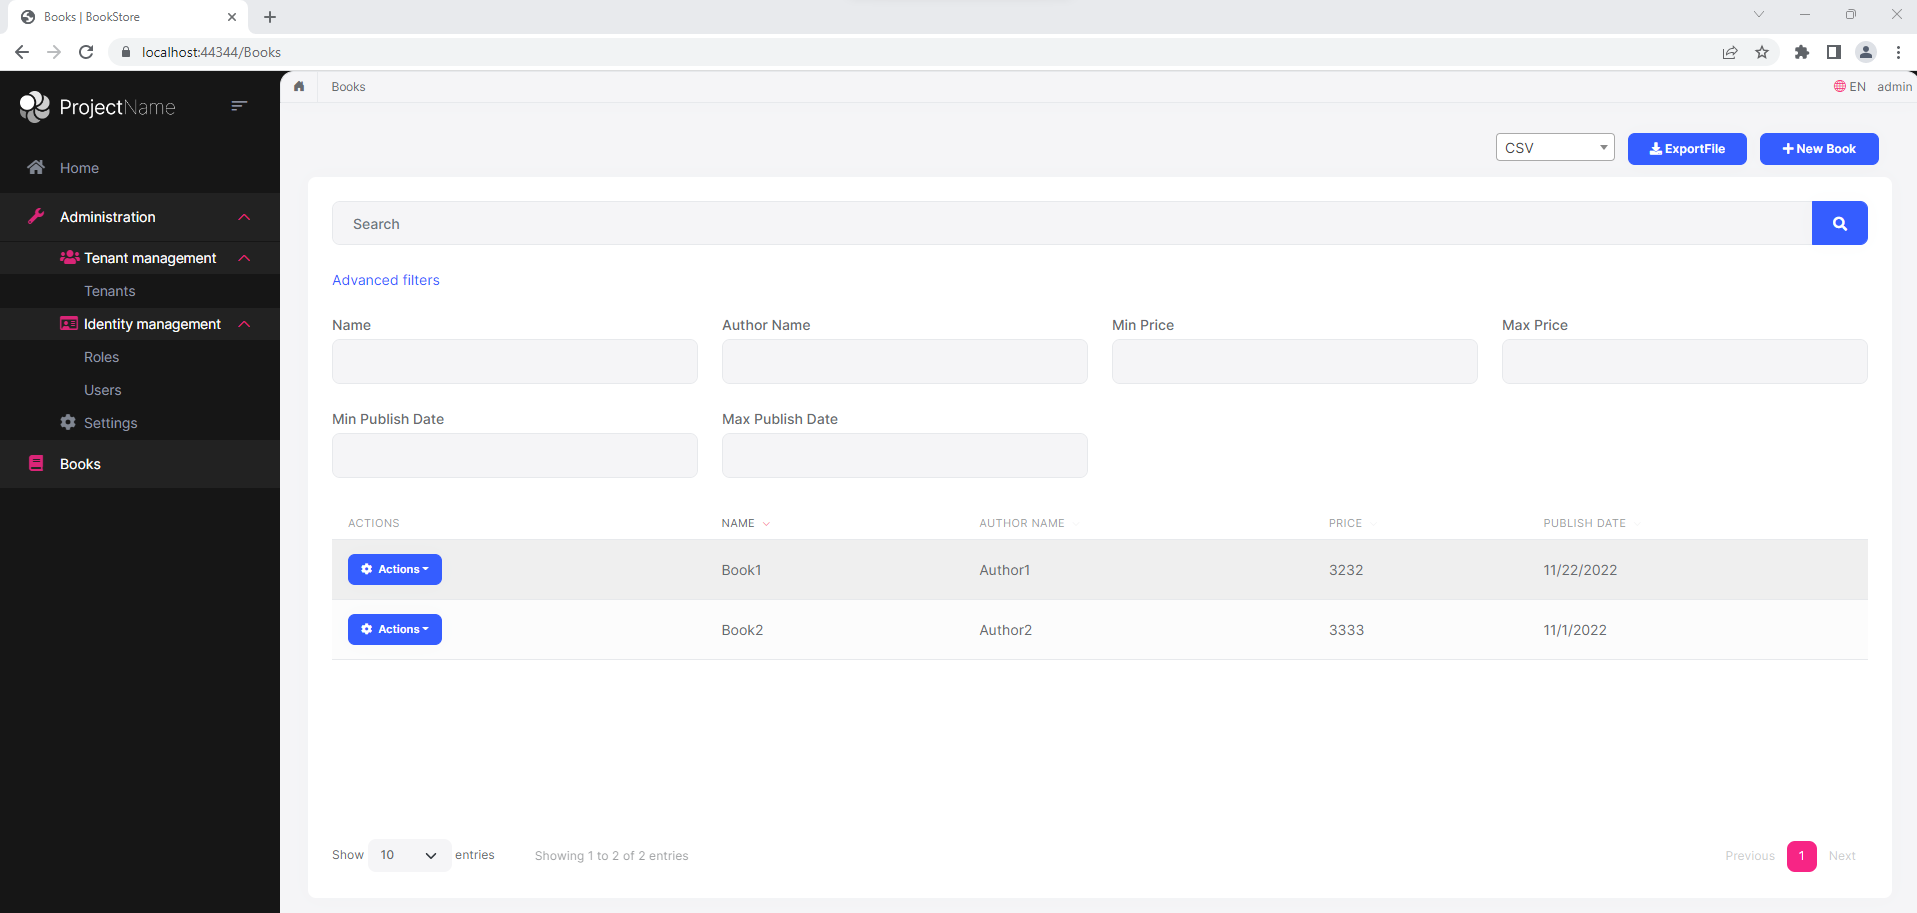 Books | BookStore
localhost:44344/Books
ProjectName
Books
EN admin
Home
Administration
Tenant management
Tenants
Identity management
Roles
Users
Settings
Books
CSV
ExportFile
New Book
Search
Advanced filters
Name Author Name Min Price Max Price
Min Publish Date Max Publish Date
ACTIONS NAME AUTHOR NAME PRICE PUBLISH DATE
Actions Book1 Author1 3232 11/22/2022
Actions Book2 Author2 3333 11/1/2022
Show 10 entries Showing 1 to 2 of 2 entries Previous 1 Next